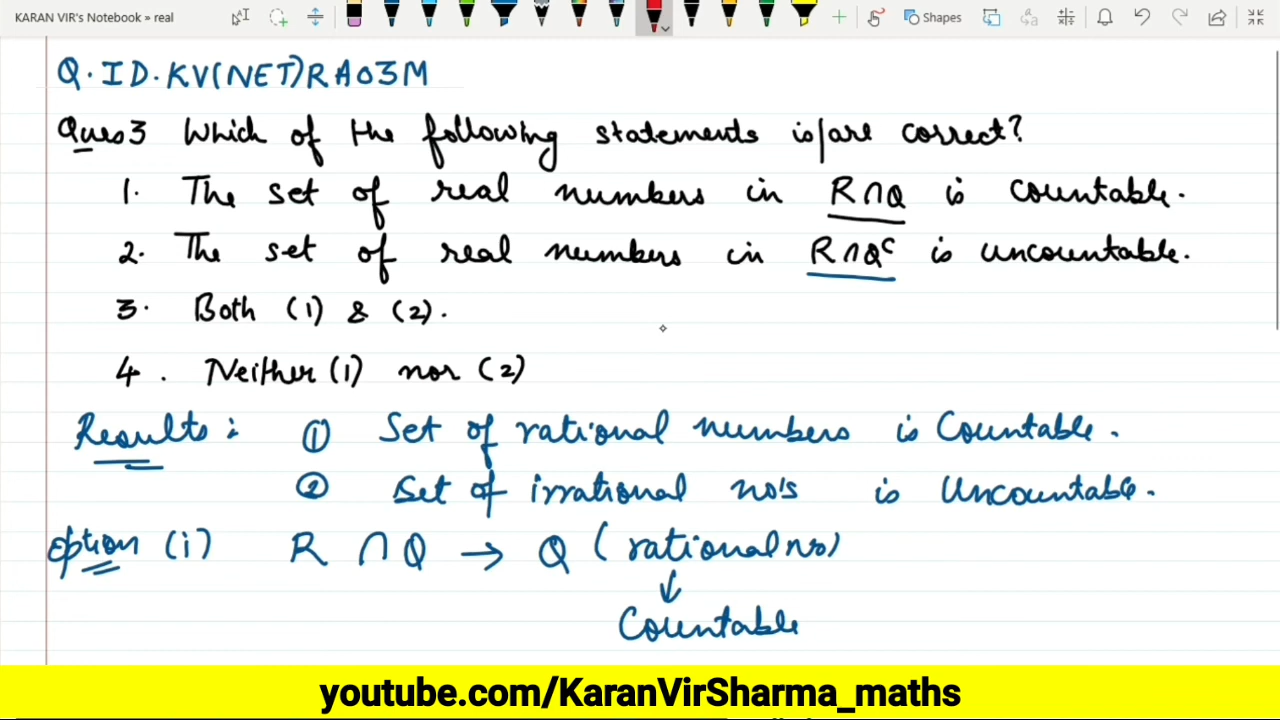 KARAN VIR's Notebook » real
Shapes
Q.ID.KV(NET)RA03M
Ques3 Which of the following statements is/are correct?
1. The set of real numbers in R∩Q is countable.
2. The set of real numbers in R∩Qᶜ is uncountable.
3. Both (1) & (2).
4. Neither (1) nor (2)
Results: ① Set of rational numbers is Countable.
② Set of irrational no's is Uncountable.
Option (i) R ∩ Q → Q (rational no)
↓
Countable
youtube.com/KaranVirSharma_maths